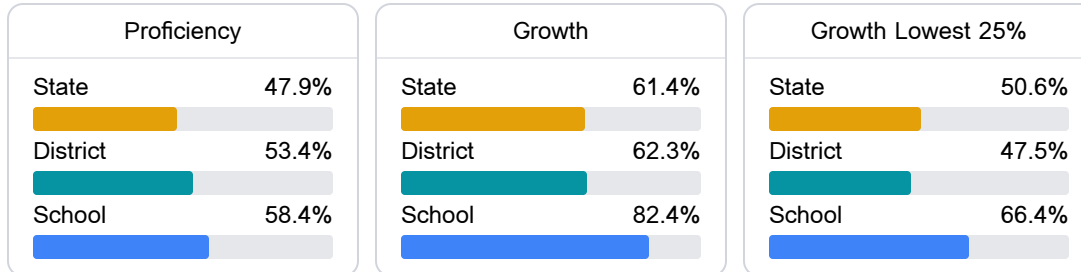 Proficiency
State 47.9%
District 53.4%
School 58.4%
Growth
State 61.4%
District 62.3%
School 82.4%
Growth Lowest 25%
State 50.6%
District 47.5%
School 66.4%